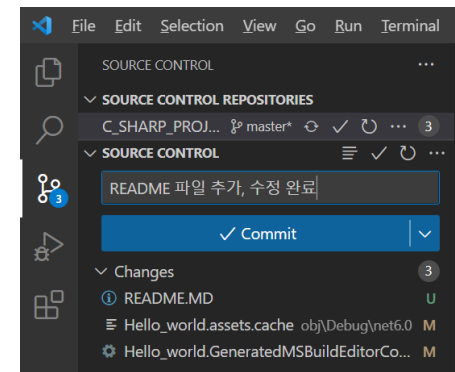 File Edit Selection View Go Run Terminal
SOURCE CONTROL
SOURCE CONTROL REPOSITORIES
C_SHARP_PROJ... master* 3
SOURCE CONTROL
README 파일 추가, 수정 완료
3
Commit
Changes 3
README.MD U
Hello_world.assets.cache obj\Debug\net6.0 M
Hello_world.GeneratedMSBuildEditorCo... M